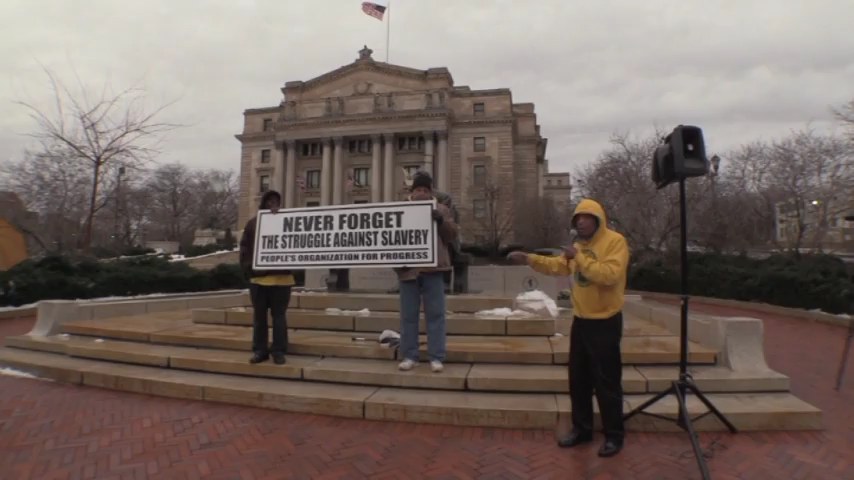 NEVER FORGET
THE STRUGGLE AGAINST SLAVERY
PEOPLE'S ORGANIZATION FOR PROGRESS